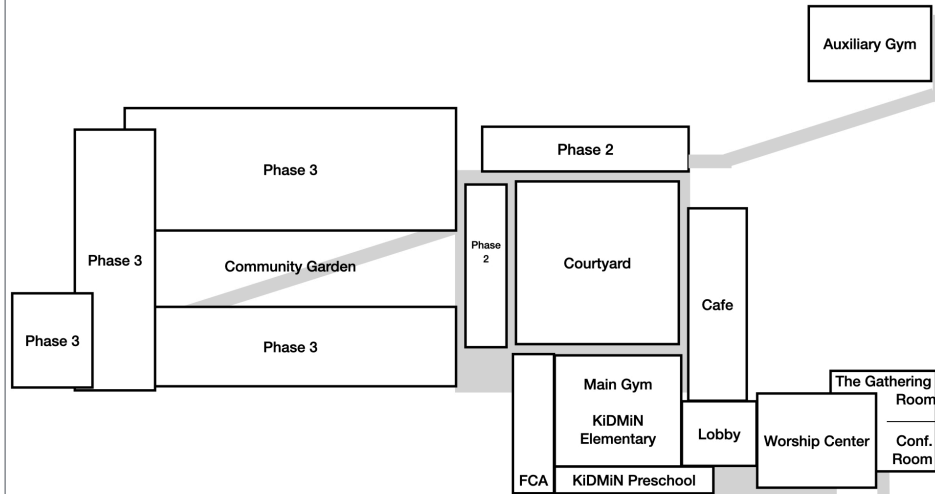 Auxiliary Gym
Phase 2
Phase 3
Phase
2
Courtyard
Phase 3
Community Garden
Cafe
Phase 3
Phase 3
Main Gym
KiDMiN
Elementary
The Gathering
Room
Lobby
Worship Center
Conf.
Room
FCA
KiDMiN Preschool